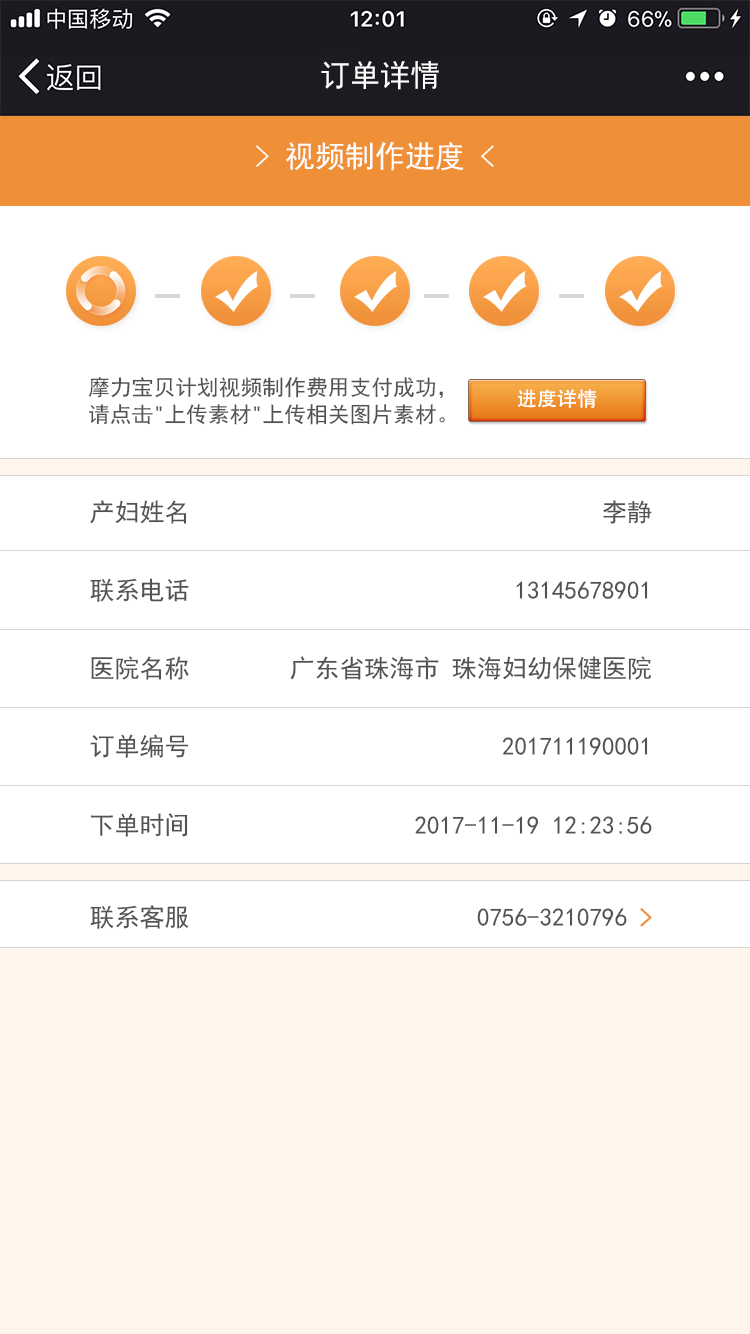 中国移动 12:01 66%
返回 订单详情
视频制作进度
摩力宝贝计划视频制作费用支付成功，
请点击"上传素材"上传相关图片素材。
进度详情
产妇姓名 李静
联系电话 13145678901
医院名称 广东省珠海市 珠海妇幼保健医院
订单编号 201711190001
下单时间 2017-11-19 12:23:56
联系客服 0756-3210796